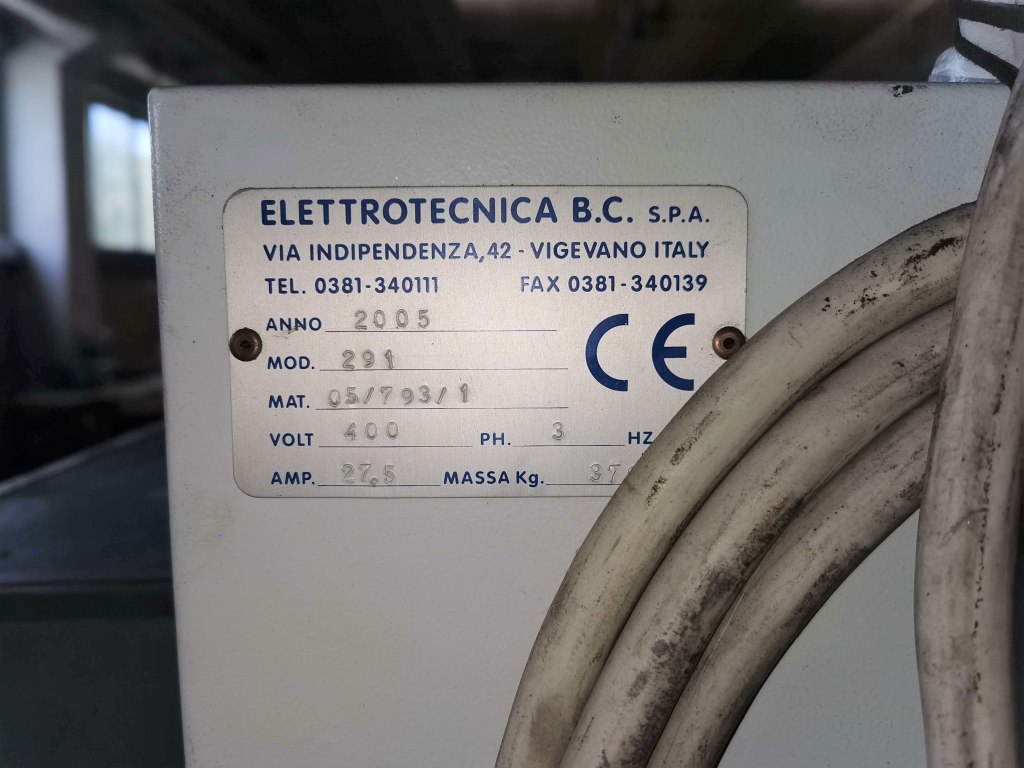 ELETTROTECNICA B.C. S.P.A.
VIA INDIPENDENZA, 42 - VIGEVANO ITALY
TEL. 0381-340111 FAX 0381-340139
ANNO 2005
CE
MOD. 291
MAT. 05/793/1
VOLT 400 PH. 3 HZ
AMP. 27,5 MASSA Kg.